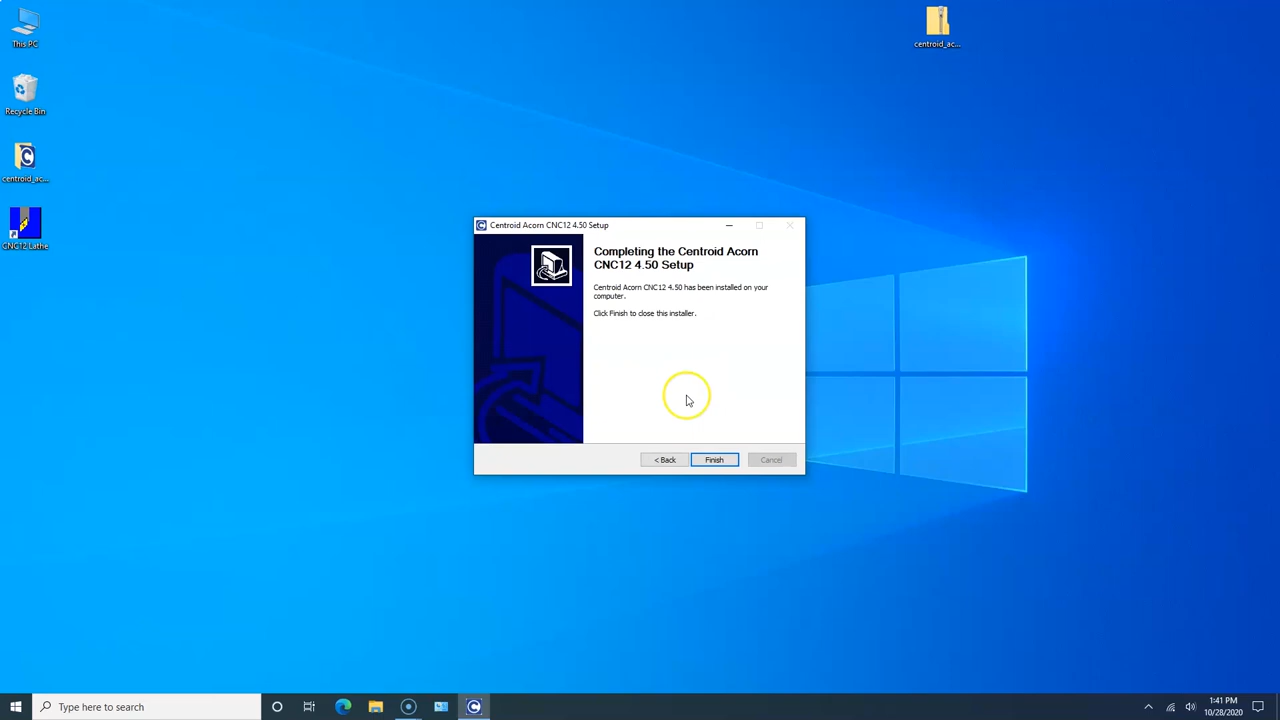 This PC
Recycle Bin
centroid_ac...
CNC12 Lathe
centroid_ac...
Centroid Acorn CNC12 4.50 Setup
Completing the Centroid Acorn
CNC12 4.50 Setup
Centroid Acorn CNC12 4.50 has been installed on your
computer.
Click Finish to close this installer.
< Back
Finish
Cancel
Type here to search
1:41 PM
10/28/2020